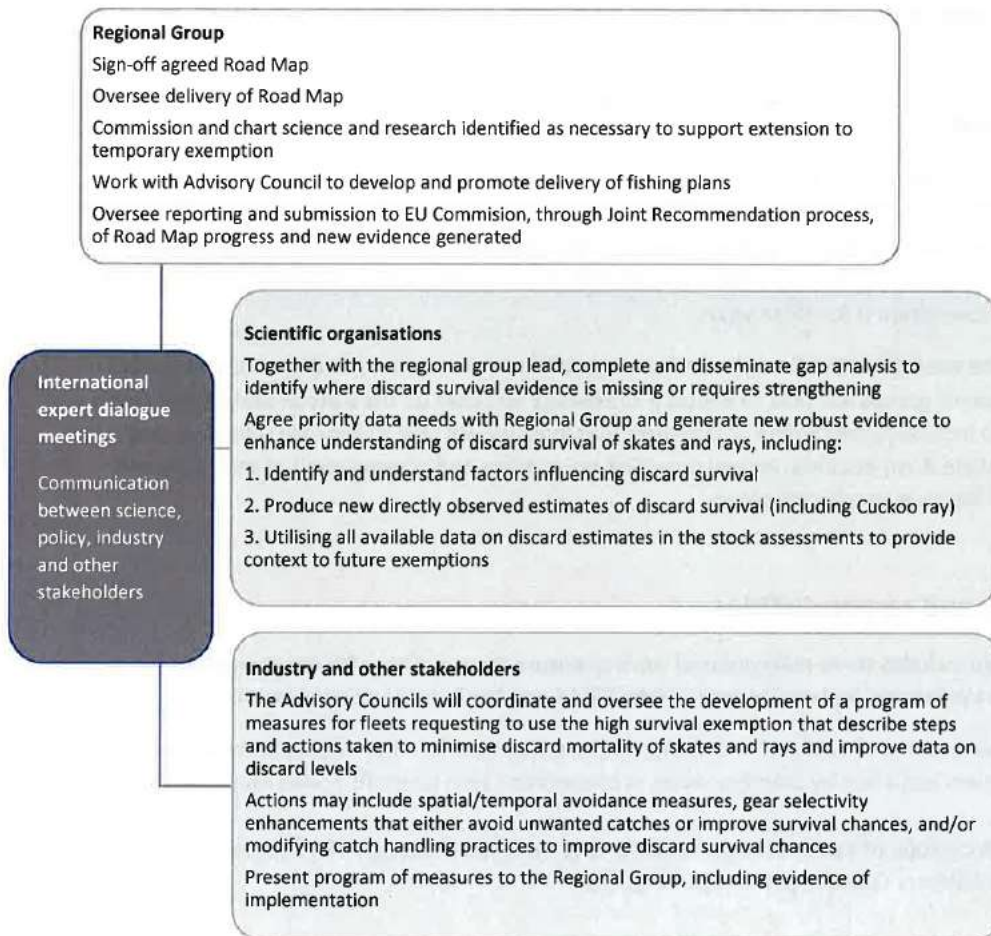 Regional Group
Sign-off agreed Road Map
Oversee delivery of Road Map
Commission and chart science and research identified as necessary to support extension to
temporary exemption
Work with Advisory Council to develop and promote delivery of fishing plans
Oversee reporting and submission to EU Commision, through Joint Recommendation process,
of Road Map progress and new evidence generated
International
expert dialogue
meetings
Communication
between science,
policy, industry
and other
stakeholders
Scientific organisations
Together with the regional group lead, complete and disseminate gap analysis to
identify where discard survival evidence is missing or requires strengthening
Agree priority data needs with Regional Group and generate new robust evidence to
enhance understanding of discard survival of skates and rays, including:
1. Identify and understand factors influencing discard survival
2. Produce new directly observed estimates of discard survival (including Cuckoo ray)
3. Utilising all available data on discard estimates in the stock assessments to provide
context to future exemptions
Industry and other stakeholders
The Advisory Councils will coordinate and oversee the development of a program of
measures for fleets requesting to use the high survival exemption that describe steps
and actions taken to minimise discard mortality of skates and rays and improve data on
discard levels
Actions may include spatial/temporal avoidance measures, gear selectivity
enhancements that either avoid unwanted catches or improve survival chances, and/or
modifying catch handling practices to improve discard survival chances
Present program of measures to the Regional Group, including evidence of
implementation